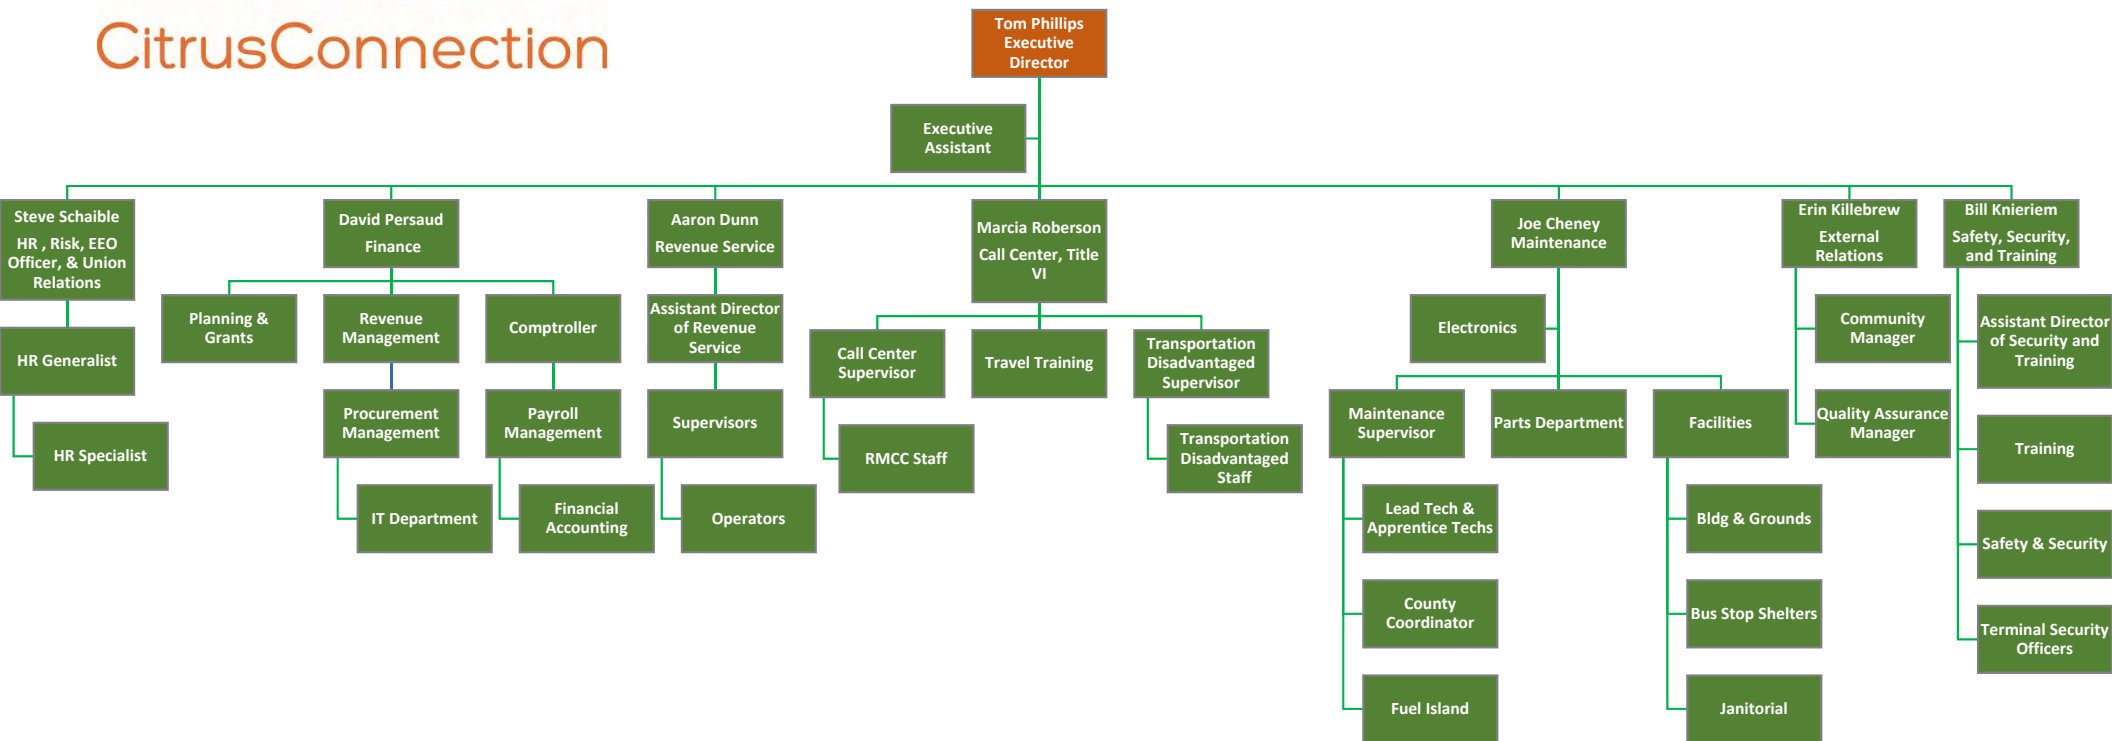 CitrusConnection
Tom Phillips
Executive
Director
Executive
Assistant
Steve Schaible
HR , Risk, EEO
Officer, & Union
Relations
David Persaud
Finance
Aaron Dunn
Revenue Service
Marcia Roberson
Call Center, Title
VI
Joe Cheney
Maintenance
Erin Killebrew
External
Relations
Bill Knieriem
Safety, Security,
and Training
HR Generalist
HR Specialist
Planning &
Grants
Revenue
Management
Procurement
Management
IT Department
Comptroller
Payroll
Management
Financial
Accounting
Assistant Director
of Revenue
Service
Supervisors
Operators
Call Center
Supervisor
RMCC Staff
Travel Training
Transportation
Disadvantaged
Supervisor
Transportation
Disadvantaged
Staff
Electronics
Maintenance
Supervisor
Lead Tech &
Apprentice Techs
County
Coordinator
Fuel Island
Parts Department
Facilities
Bldg & Grounds
Bus Stop Shelters
Janitorial
Community
Manager
Quality Assurance
Manager
Assistant Director
of Security and
Training
Training
Safety & Security
Terminal Security
Officers